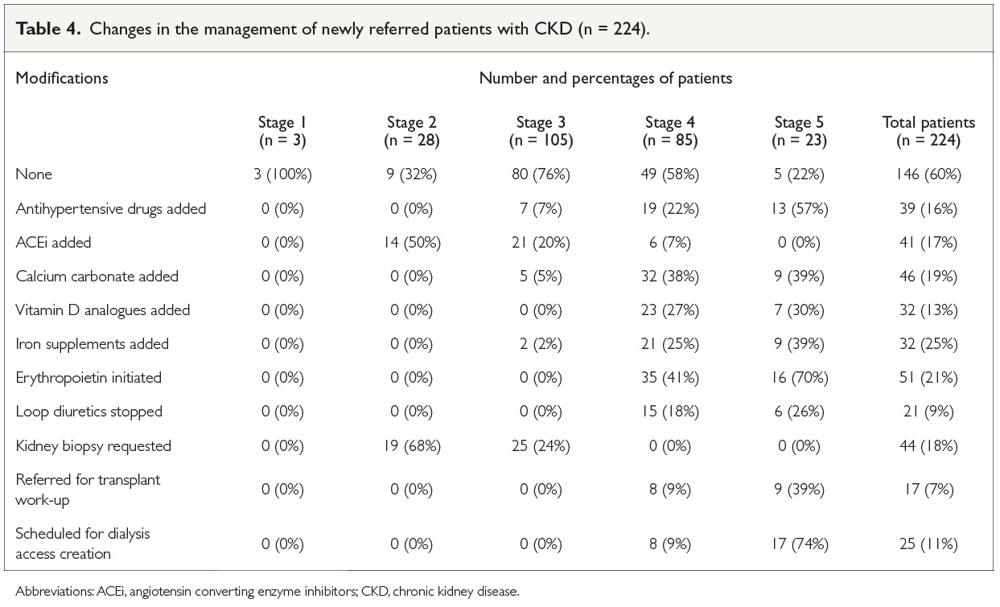 Table 4. Changes in the management of newly referred patients with CKD (n = 224).
Modifications Number and percentages of patients
Stage 1 Stage 2 Stage 3 Stage 4 Stage 5 Total patients
(n = 3) (n = 28) (n = 105) (n = 85) (n = 23) (n = 224)
None 3 (100%) 9 (32%) 80 (76%) 49 (58%) 5 (22%) 146 (60%)
Antihypertensive drugs added 0 (0%) 0 (0%) 7 (7%) 19 (22%) 13 (57%) 39 (16%)
ACEi added 0 (0%) 14 (50%) 21 (20%) 6 (7%) 0 (0%) 41 (17%)
Calcium carbonate added 0 (0%) 0 (0%) 5 (5%) 32 (38%) 9 (39%) 46 (19%)
Vitamin D analogues added 0 (0%) 0 (0%) 0 (0%) 23 (27%) 7 (30%) 32 (13%)
Iron supplements added 0 (0%) 0 (0%) 2 (2%) 21 (25%) 9 (39%) 32 (25%)
Erythropoietin initiated 0 (0%) 0 (0%) 0 (0%) 35 (41%) 16 (70%) 51 (21%)
Loop diuretics stopped 0 (0%) 0 (0%) 0 (0%) 15 (18%) 6 (26%) 21 (9%)
Kidney biopsy requested 0 (0%) 19 (68%) 25 (24%) 0 (0%) 0 (0%) 44 (18%)
Referred for transplant
work-up 0 (0%) 0 (0%) 0 (0%) 8 (9%) 9 (39%) 17 (7%)
Scheduled for dialysis
access creation 0 (0%) 0 (0%) 0 (0%) 8 (9%) 17 (74%) 25 (11%)
Abbreviations: ACEi, angiotensin converting enzyme inhibitors; CKD, chronic kidney disease.